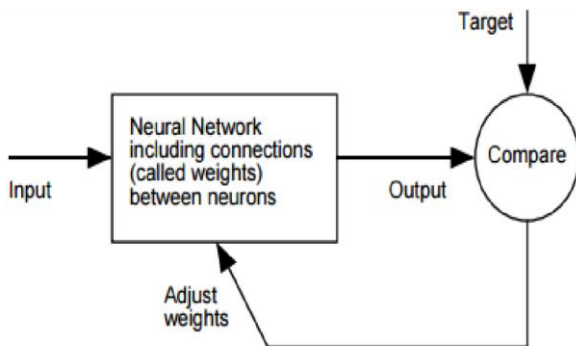 Target
Neural Network
including connections
(called weights)
between neurons
Compare
Input
Output
Adjust
weights